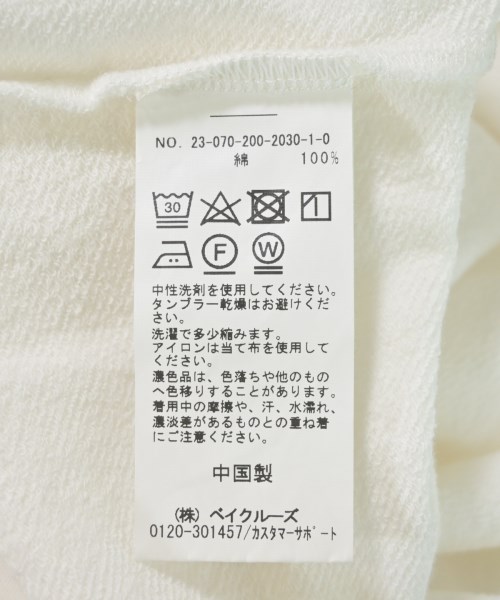 NO. 23-070-200-2030-1-0
綿 100%
30
F W
中性洗剤を使用してください。
タンブラー乾燥はお避けくださ
い。
洗濯で多少縮みます。
アイロンは当て布を使用して
ください。
濃色品は、色落ちや他のもの
へ色移りすることがあります。
着用中の摩擦や、汗、水濡れ、
濃淡差があるものとの重ね着
にご注意ください。
中国製
(株) ベイクルーズ
0120-301457/カスタマーサポート